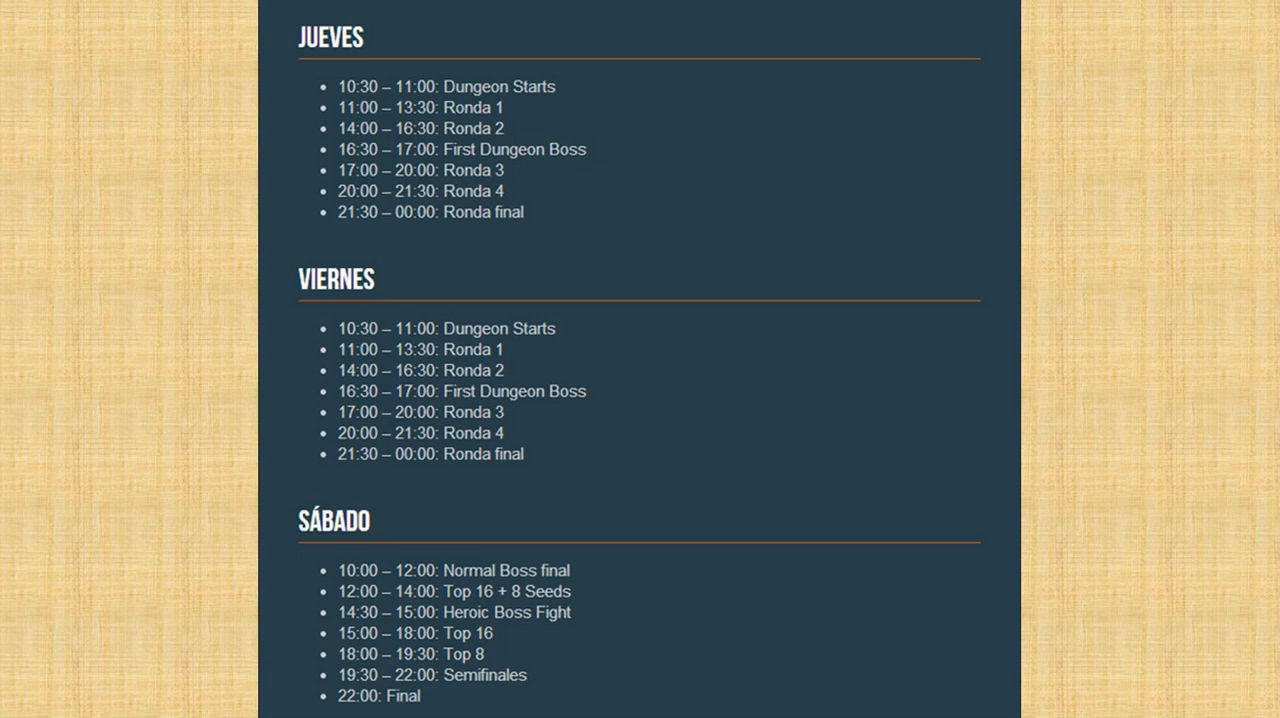 JUEVES
• 10:30 – 11:00: Dungeon Starts
• 11:00 – 13:30: Ronda 1
• 14:00 – 16:30: Ronda 2
• 16:30 – 17:00: First Dungeon Boss
• 17:00 – 20:00: Ronda 3
• 20:00 – 21:30: Ronda 4
• 21:30 – 00:00: Ronda final
VIERNES
• 10:30 – 11:00: Dungeon Starts
• 11:00 – 13:30: Ronda 1
• 14:00 – 16:30: Ronda 2
• 16:30 – 17:00: First Dungeon Boss
• 17:00 – 20:00: Ronda 3
• 20:00 – 21:30: Ronda 4
• 21:30 – 00:00: Ronda final
SÁBADO
• 10:00 – 12:00: Normal Boss final
• 12:00 – 14:00: Top 16 + 8 Seeds
• 14:30 – 15:00: Heroic Boss Fight
• 15:00 – 18:00: Top 16
• 18:00 – 19:30: Top 8
• 19:30 – 22:00: Semifinales
• 22:00: Final